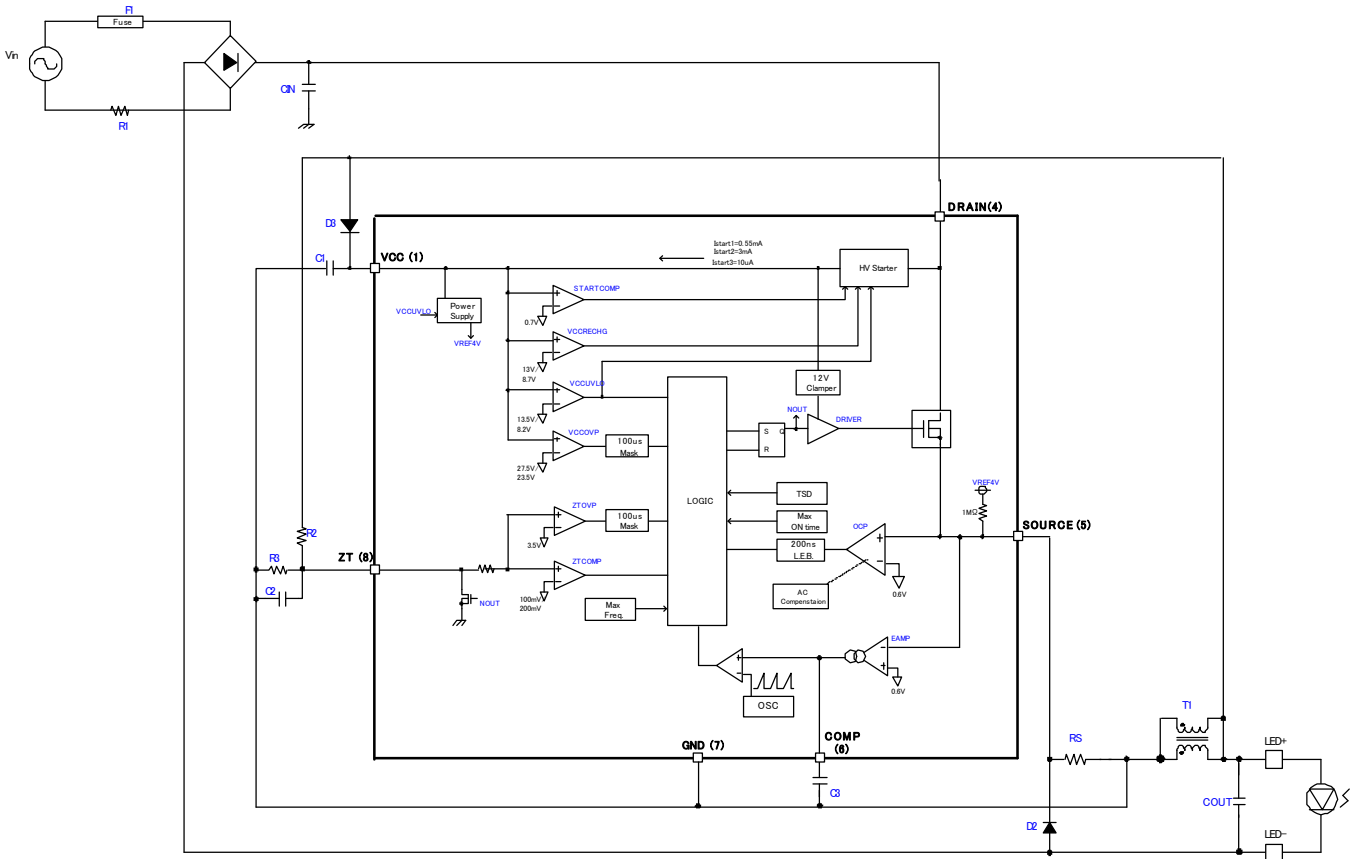 F1
Fuse
Vin
R1
CIN
DRAIN(4)
D3
C1
VCC (1)
Istart1=0.55mA
Istart2=3mA
Istart3=10uA
HV Starter
VCCUVLO
Power
Supply
VREF4V
STARTCOMP
0.7V
VCCRECHG
13V/
8.7V
VCCUVLO
13.5V/
8.2V
VCCOVP
27.5V/
23.5V
100us
Mask
12V
Clamper
NOUT
DRIVER
S
Q
R
LOGIC
TSD
Max
ON time
200ns
L.E.B.
OCP
+
−
0.6V
AC
Compenstaion
VREF4V
1MΩ
SOURCE (5)
R2
R3
C2
ZT (8)
ZTOVP
3.5V
100us
Mask
ZTCOMP
100mV/
200mV
NOUT
Max
Freq.
EAMP
−
+
0.6V
+
−
OSC
GND (7)
COMP
(6)
C3
RS
T1
LED+
COUT
D2
LED−